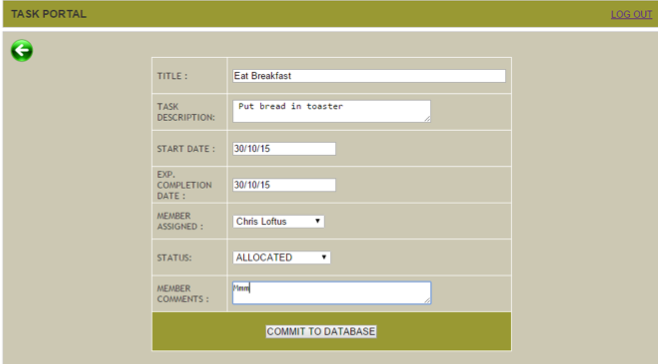 TASK PORTAL
LOG OUT
TITLE :
Eat Breakfast
TASK
DESCRIPTION:
Put bread in toaster
START DATE :
30/10/15
EXP.
COMPLETION
DATE :
30/10/15
MEMBER
ASSIGNED :
Chris Loftus
STATUS:
ALLOCATED
MEMBER
COMMENTS :
Mmm
COMMIT TO DATABASE